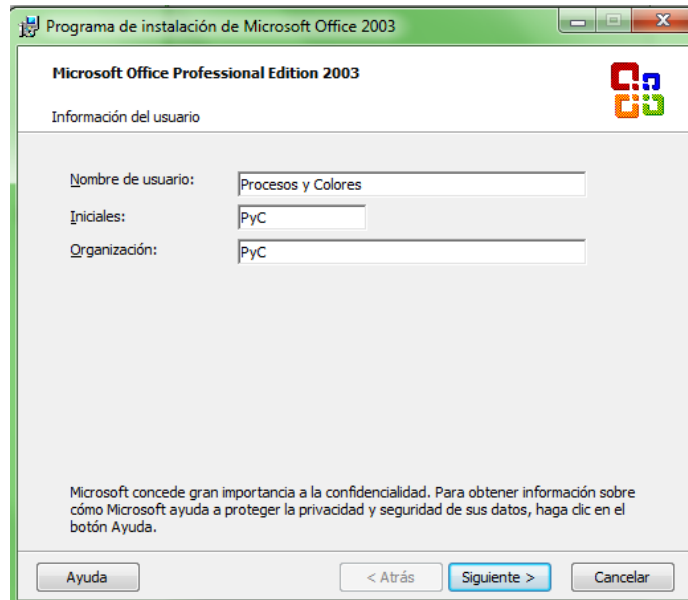 Programa de instalación de Microsoft Office 2003
Microsoft Office Professional Edition 2003
Información del usuario
Nombre de usuario: Procesos y Colores
Iniciales: PyC
Organización: PyC
Microsoft concede gran importancia a la confidencialidad. Para obtener información sobre
cómo Microsoft ayuda a proteger la privacidad y seguridad de sus datos, haga clic en el
botón Ayuda.
Ayuda < Atrás Siguiente > Cancelar